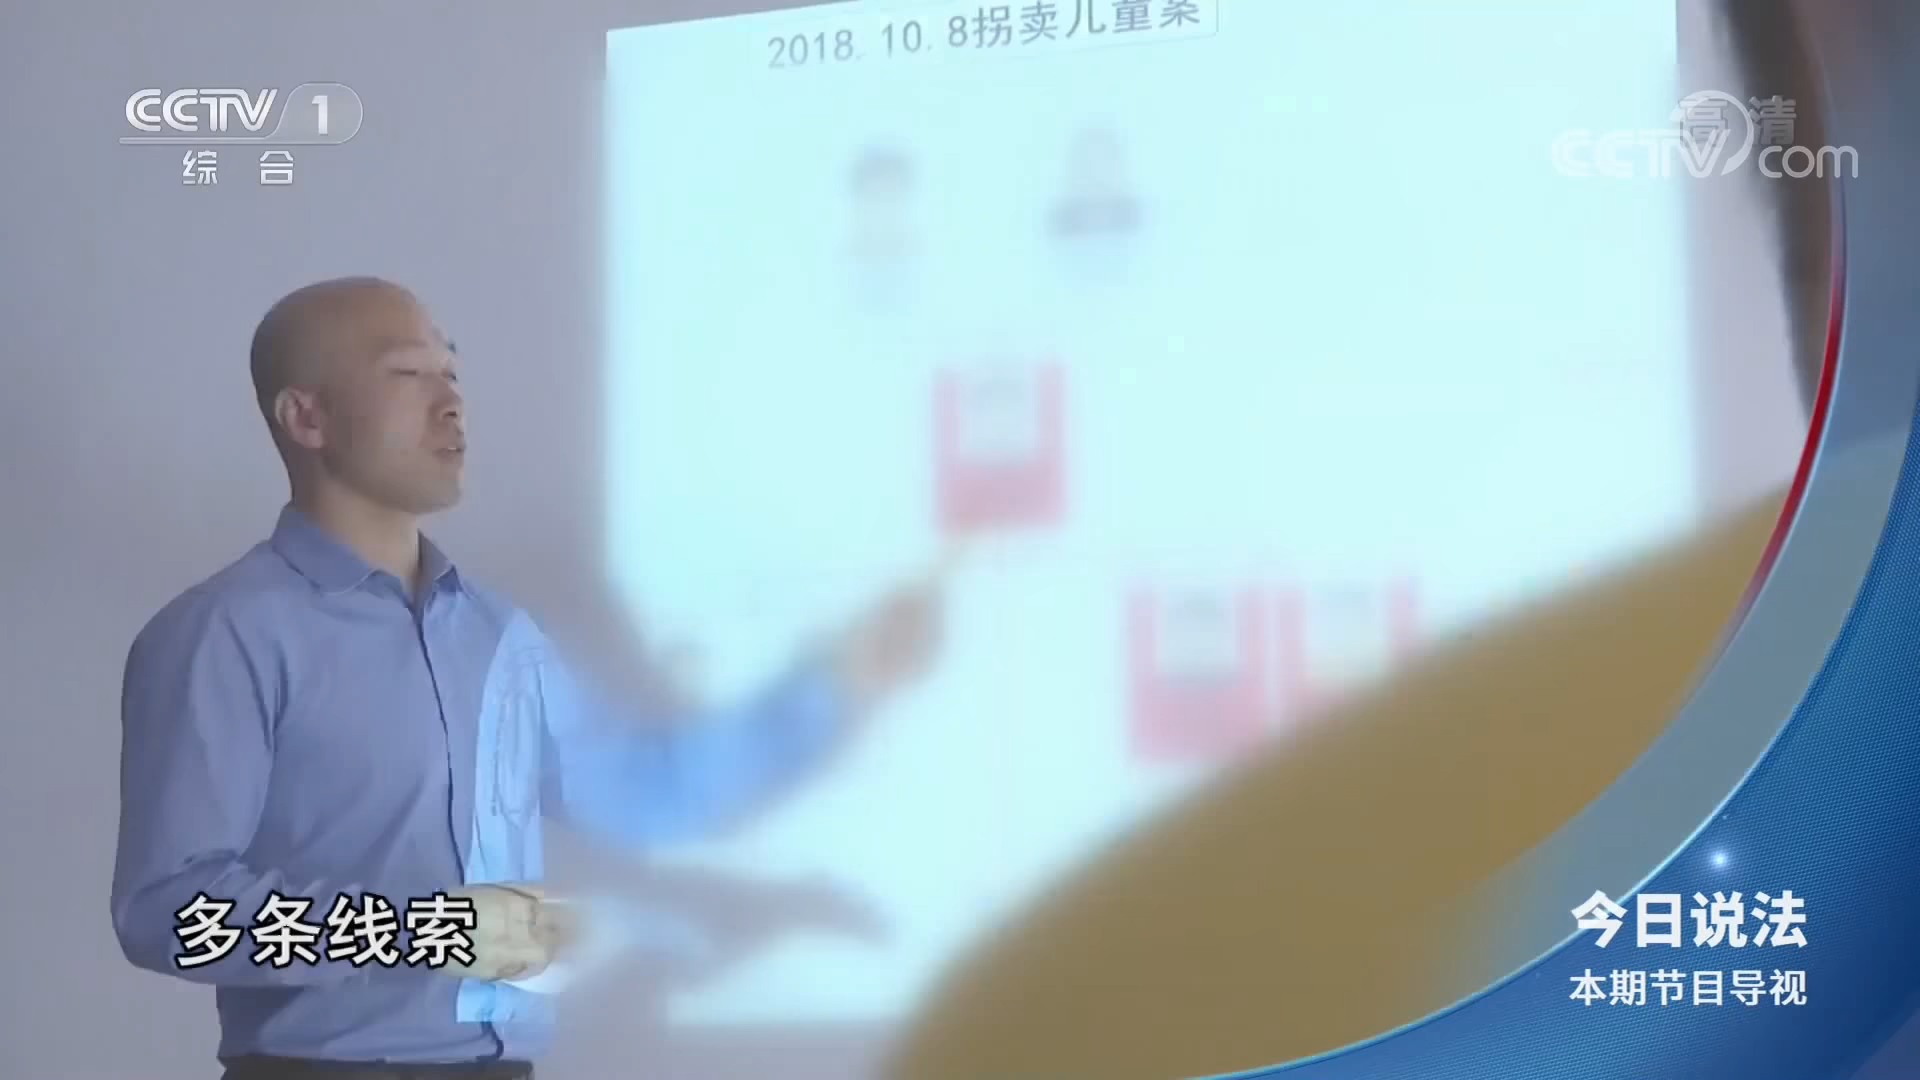 2018.10.8拐卖儿童案
CCTV 1
综合
高清
CCTV.com
多条线索
今日说法
本期节目导视